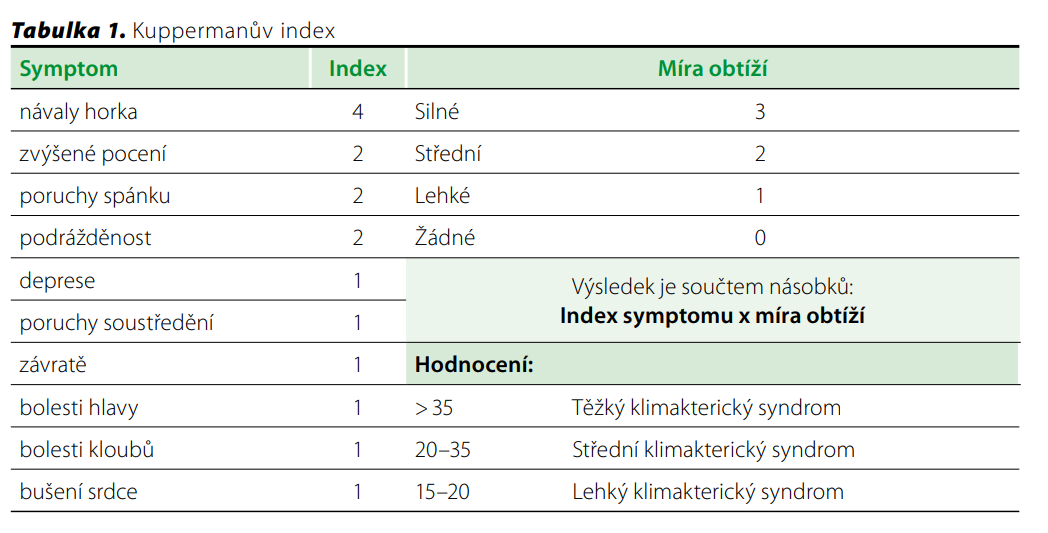 Tabulka 1. Kuppermanův index
Symptom Index Míra obtíží
návaly horka 4 Silné 3
zvýšené pocení 2 Střední 2
poruchy spánku 2 Lehké 1
podrážděnost 2 Žádné 0
deprese 1
Výsledek je součtem násobků:
Index symptomu x míra obtíží
poruchy soustředění 1
závratě 1 Hodnocení:
bolesti hlavy 1 > 35 Těžký klimakterický syndrom
bolesti kloubů 1 20–35 Střední klimakterický syndrom
bušení srdce 1 15–20 Lehký klimakterický syndrom